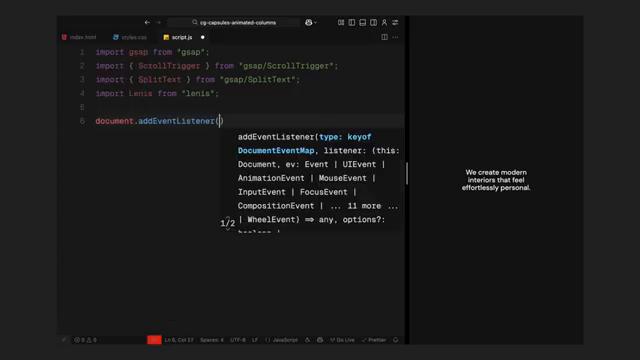 cg-capsules-animated-columns
index.html
styles.css
script.js
1 import gsap from "gsap";
2 import { ScrollTrigger } from "gsap/ScrollTrigger";
3 import { SplitText } from "gsap/SplitText";
4 import Lenis from "lenis";
5
6 document.addEventListener()
addEventListener(type: keyof
DocumentEventMap, listener: (this:
Document, ev: Event | UIEvent |
AnimationEvent | MouseEvent |
InputEvent | FocusEvent |
CompositionEvent | ... 11 more ...
| WheelEvent) => any, options?:
boolean |
1/2
We create modern
interiors that feel
effortlessly personal.
0 0 Ln 6, Col 27 Spaces: 4 UTF-8 LF {} JavaScript Go Live Prettier